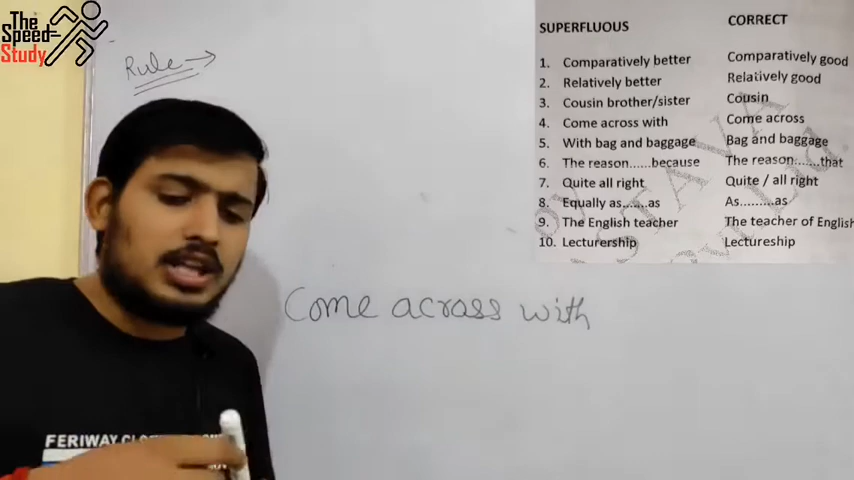 The
Speed-
Study
Rule →
SUPERFLUOUS CORRECT
1. Comparatively better Comparatively good
2. Relatively better Relatively good
3. Cousin brother/sister Cousin
4. Come across with Come across
5. With bag and baggage Bag and baggage
6. The reason......because The reason.......that
7. Quite all right Quite / all right
8. Equally as.......as As.........as
9. The English teacher The teacher of English
10. Lecturership Lectureship
Come across with
FERIWAY